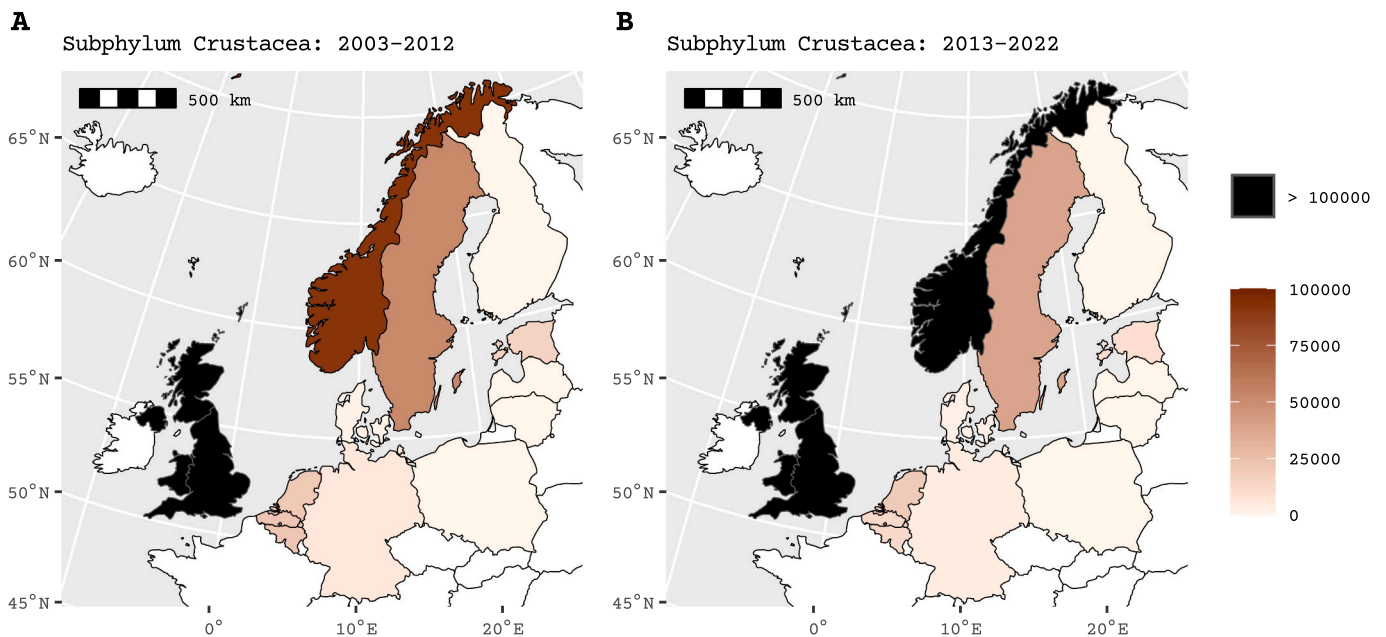 A
Subphylum Crustacea: 2003-2012
500 km
65°N
60°N
55°N
50°N
45°N
0°
10°E
20°E
B
Subphylum Crustacea: 2013-2022
500 km
65°N
60°N
55°N
50°N
45°N
0°
10°E
20°E
> 100000
100000
75000
50000
25000
0